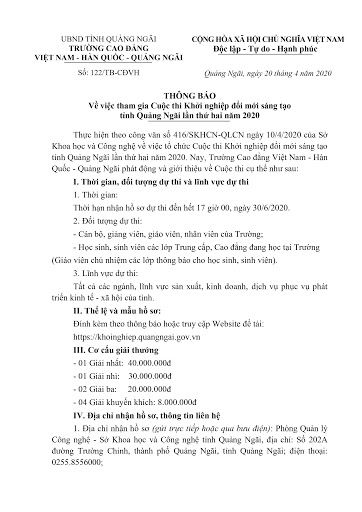 UBND TỈNH QUẢNG NGÃI
TRƯỜNG CAO ĐẲNG
VIỆT NAM - HÀN QUỐC - QUẢNG NGÃI
Số: 122/TB-CĐVH
CỘNG HÒA XÃ HỘI CHỦ NGHĨA VIỆT NAM
Độc lập - Tự do - Hạnh phúc
Quảng Ngãi, ngày 20 tháng 4 năm 2020
THÔNG BÁO
Về việc tham gia Cuộc thi Khởi nghiệp đổi mới sáng tạo
tỉnh Quảng Ngãi lần thứ hai năm 2020
Thực hiện theo công văn số 416/SKHCN-QLCN ngày 10/4/2020 của Sở
Khoa học và Công nghệ về việc tổ chức Cuộc thi Khởi nghiệp đổi mới sáng tạo
tỉnh Quảng Ngãi lần thứ hai năm 2020. Nay, Trường Cao đẳng Việt Nam - Hàn
Quốc - Quảng Ngãi phát động và giới thiệu về Cuộc thi cụ thể như sau:
I. Thời gian, đối tượng dự thi và lĩnh vực dự thi
1. Thời gian:
Thời hạn nhận hồ sơ dự thi đến hết 17 giờ 00, ngày 30/6/2020.
2. Đối tượng dự thi:
- Cán bộ, giảng viên, giáo viên, nhân viên của Trường;
- Học sinh, sinh viên các lớp Trung cấp, Cao đẳng đang học tại Trường
(Giáo viên chủ nhiệm các lớp thông báo cho học sinh, sinh viên).
3. Lĩnh vực dự thi:
Tất cả các ngành, lĩnh vực sản xuất, kinh doanh, dịch vụ phục vụ phát
triển kinh tế - xã hội của tỉnh.
II. Thể lệ và mẫu hồ sơ:
Đính kèm theo thông báo hoặc truy cập Website để tải:
https://khoinghiep.quangngai.gov.vn
III. Cơ cấu giải thưởng
- 01 Giải nhất: 40.000.000đ
- 01 Giải nhì: 30.000.000đ
- 02 Giải ba: 20.000.000đ
- 04 Giải khuyến khích: 8.000.000đ
IV. Địa chỉ nhận hồ sơ, thông tin liên hệ
1. Địa chỉ nhận hồ sơ (gửi trực tiếp hoặc qua bưu điện): Phòng Quản lý
Công nghệ - Sở Khoa học và Công nghệ tỉnh Quảng Ngãi, địa chỉ: Số 202A
đường Trường Chinh, thành phố Quảng Ngãi, tỉnh Quảng Ngãi; điện thoại:
0255.8556000;